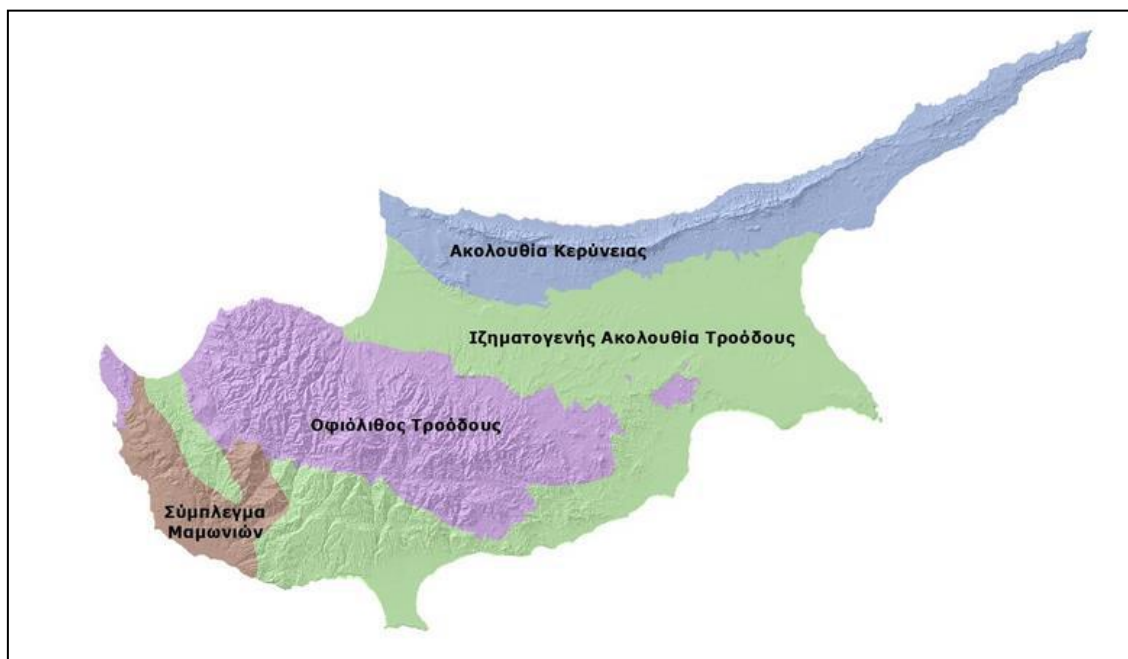 Ακολουθία Κερύνειας
Ιζηματογενής Ακολουθία Τροόδους
Οφιόλιθος Τροόδους
Σύμπλεγμα
Μαμωνιών